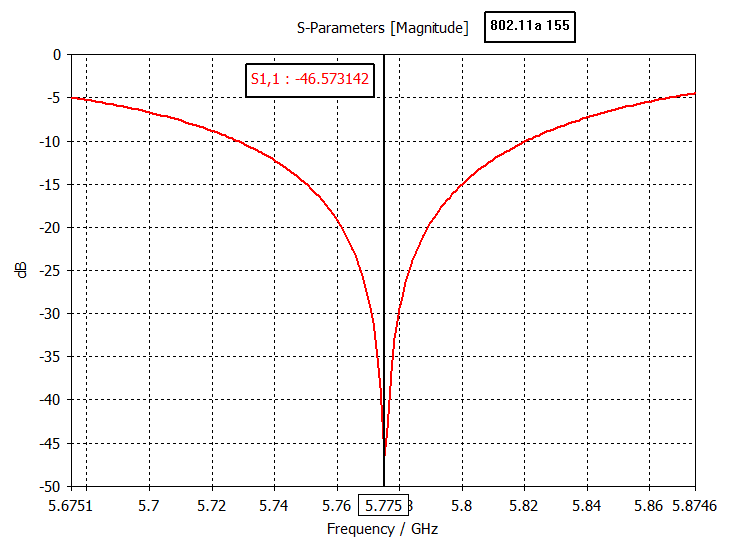 S-Parameters [Magnitude]
802.11a 155
S1,1 : -46.573142
0
-5
-10
-15
-20
-25
-30
-35
-40
-45
-50
dB
5.6751 5.7 5.72 5.74 5.76 5.775 8 5.8 5.82 5.84 5.86 5.8746
Frequency / GHz